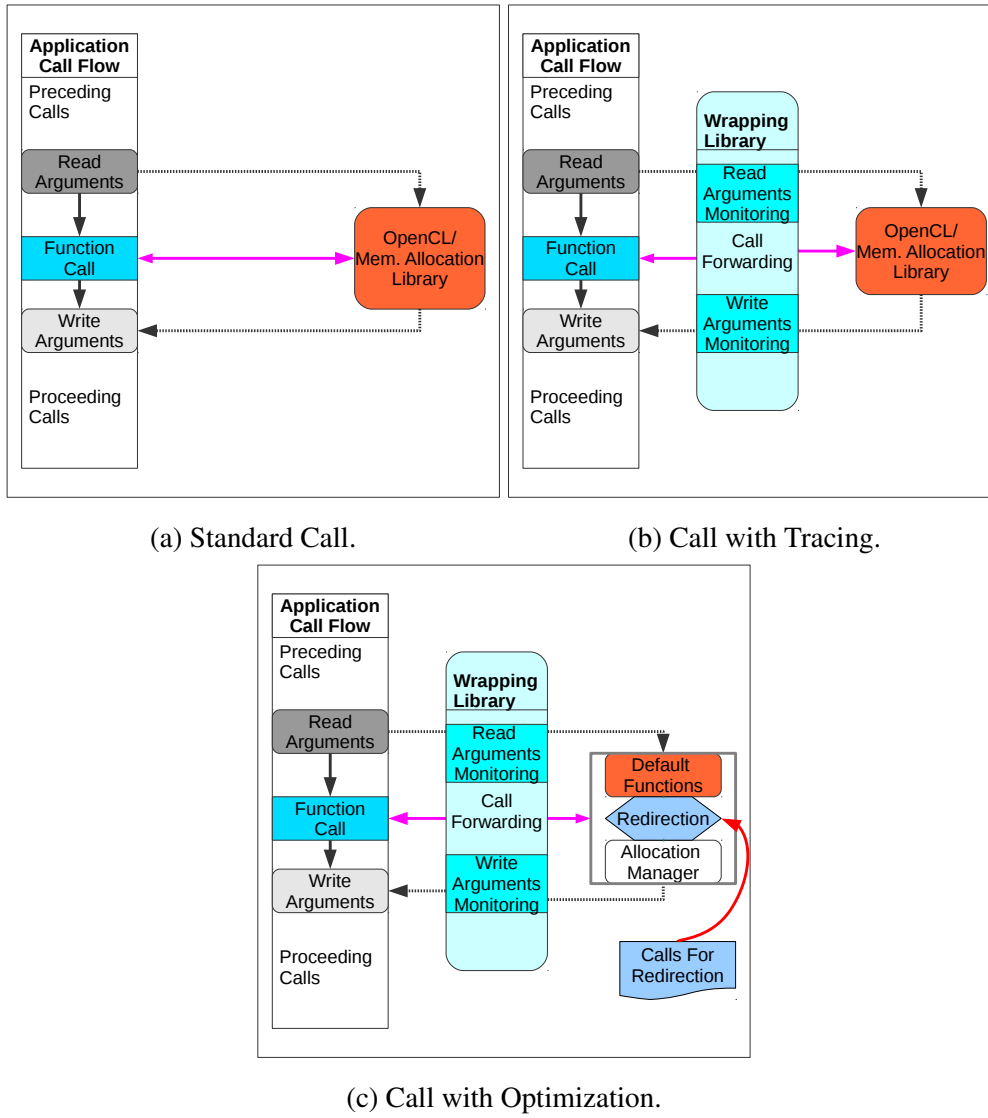 Application
Call Flow
Preceding
Calls
Read
Arguments
Function
Call
Write
Arguments
Proceeding
Calls
OpenCL/
Mem. Allocation
Library
(a) Standard Call.
Application
Call Flow
Preceding
Calls
Read
Arguments
Function
Call
Write
Arguments
Proceeding
Calls
Wrapping
Library
Read
Arguments
Monitoring
Call
Forwarding
Write
Arguments
Monitoring
OpenCL/
Mem. Allocation
Library
(b) Call with Tracing.
Application
Call Flow
Preceding
Calls
Read
Arguments
Function
Call
Write
Arguments
Proceeding
Calls
Wrapping
Library
Read
Arguments
Monitoring
Call
Forwarding
Write
Arguments
Monitoring
Default
Functions
Redirection
Allocation
Manager
Calls For
Redirection
(c) Call with Optimization.